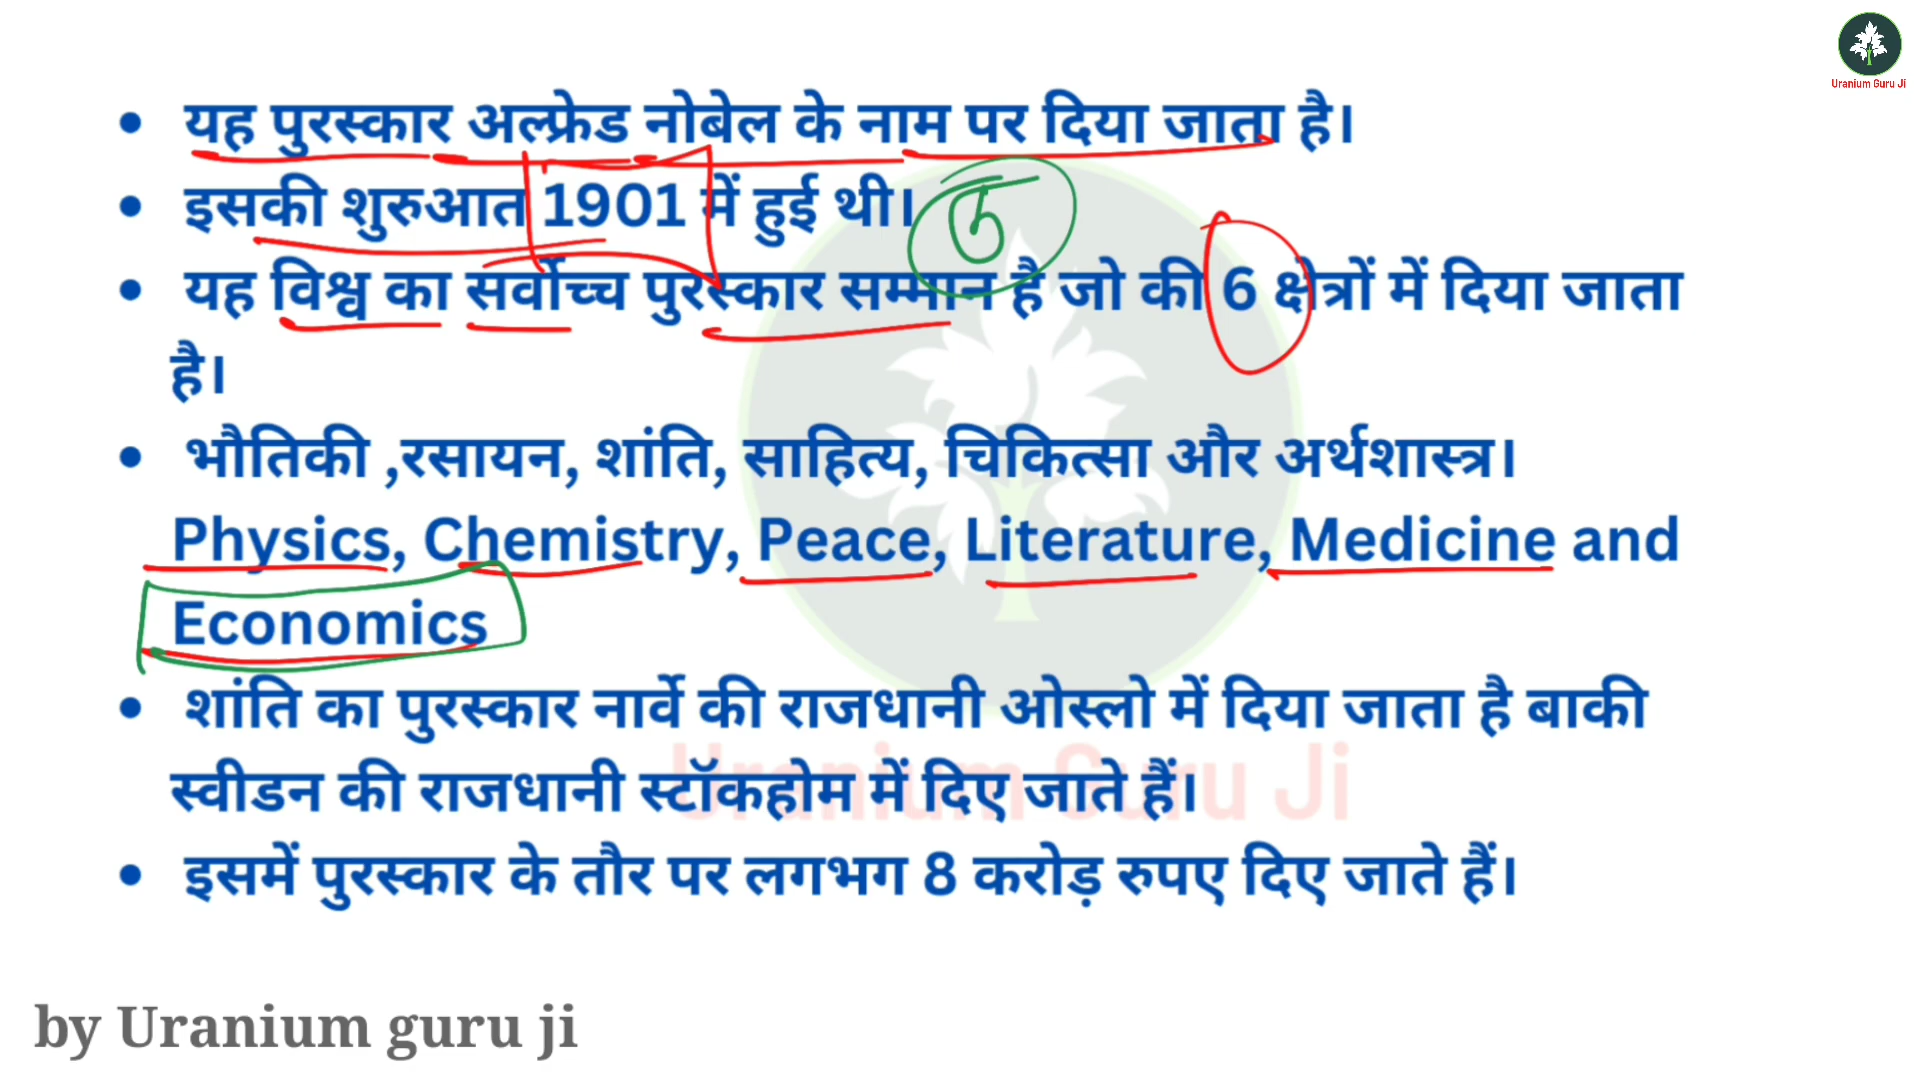 Uranium Guru Ji
• यह पुरस्कार अल्फ्रेड नोबेल के नाम पर दिया जाता है।
• इसकी शुरुआत 1901 में हुई थी।
• यह विश्व का सर्वोच्च पुरस्कार सम्मान है जो की 6 क्षेत्रों में दिया जाता
है।
• भौतिकी ,रसायन, शांति, साहित्य, चिकित्सा और अर्थशास्त्र।
Physics, Chemistry, Peace, Literature, Medicine and
Economics
• शांति का पुरस्कार नार्वे की राजधानी ओस्लो में दिया जाता है बाकी
स्वीडन की राजधानी स्टॉकहोम में दिए जाते हैं।
Uranium Guru Ji
• इसमें पुरस्कार के तौर पर लगभग 8 करोड़ रुपए दिए जाते हैं।
by Uranium guru ji